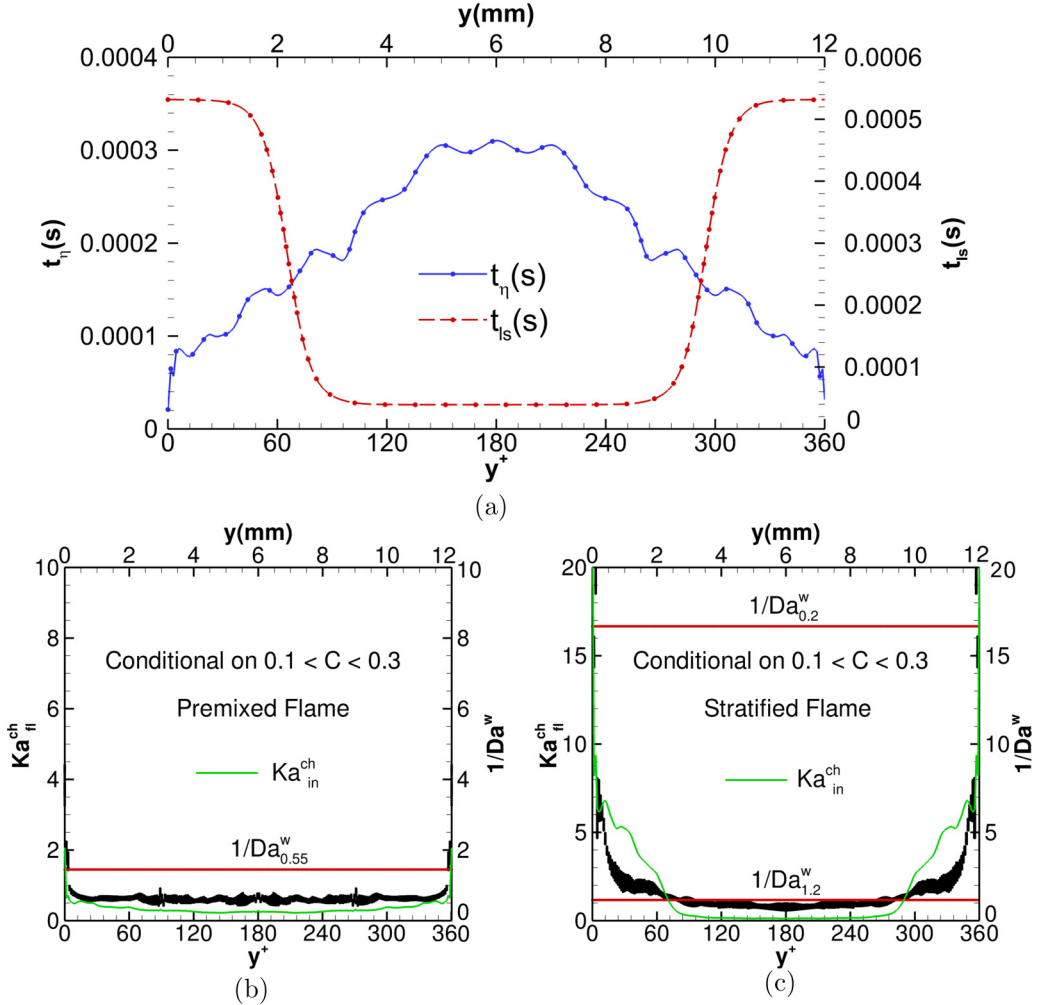 y(mm)
0 2 4 6 8 10 12
0.0004 0.0006
0.0005
0.0003
0.0004
tη(s) 0.0002 0.0003 tls(s)
tη(s)
0.0002
tls(s)
0.0001
0.0001
0 0
0 60 120 180 240 300 360
y+
(a)
y(mm) y(mm)
0 2 4 6 8 10 12 0 2 4 6 8 10 12
10 10 20 20
1/Da^w_0.2
8 8
15 15
Conditional on 0.1 < C < 0.3 Conditional on 0.1 < C < 0.3
6 6
Premixed Flame Stratified Flame
Ka^ch_fl 1/Da^w Ka^ch_fl 10 10 1/Da^w
4 Ka^ch_in 4 Ka^ch_in
5 5
2 1/Da^w_0.55 2
1/Da^w_1.2
0 0 0 0
0 60 120 180 240 300 360 0 60 120 180 240 300 360
y+ y+
(b) (c)